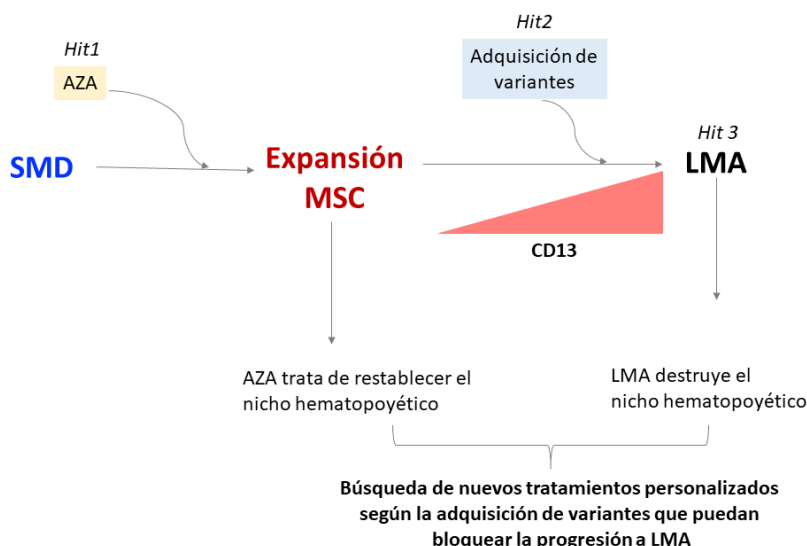 Hit1
AZA
Hit2
Adquisición de
variantes
Hit 3
SMD
Expansión
MSC
LMA
CD13
AZA trata de restablecer el
nicho hematopoyético
LMA destruye el
nicho hematopoyético
Búsqueda de nuevos tratamientos personalizados
según la adquisición de variantes que puedan
bloquear la progresión a LMA